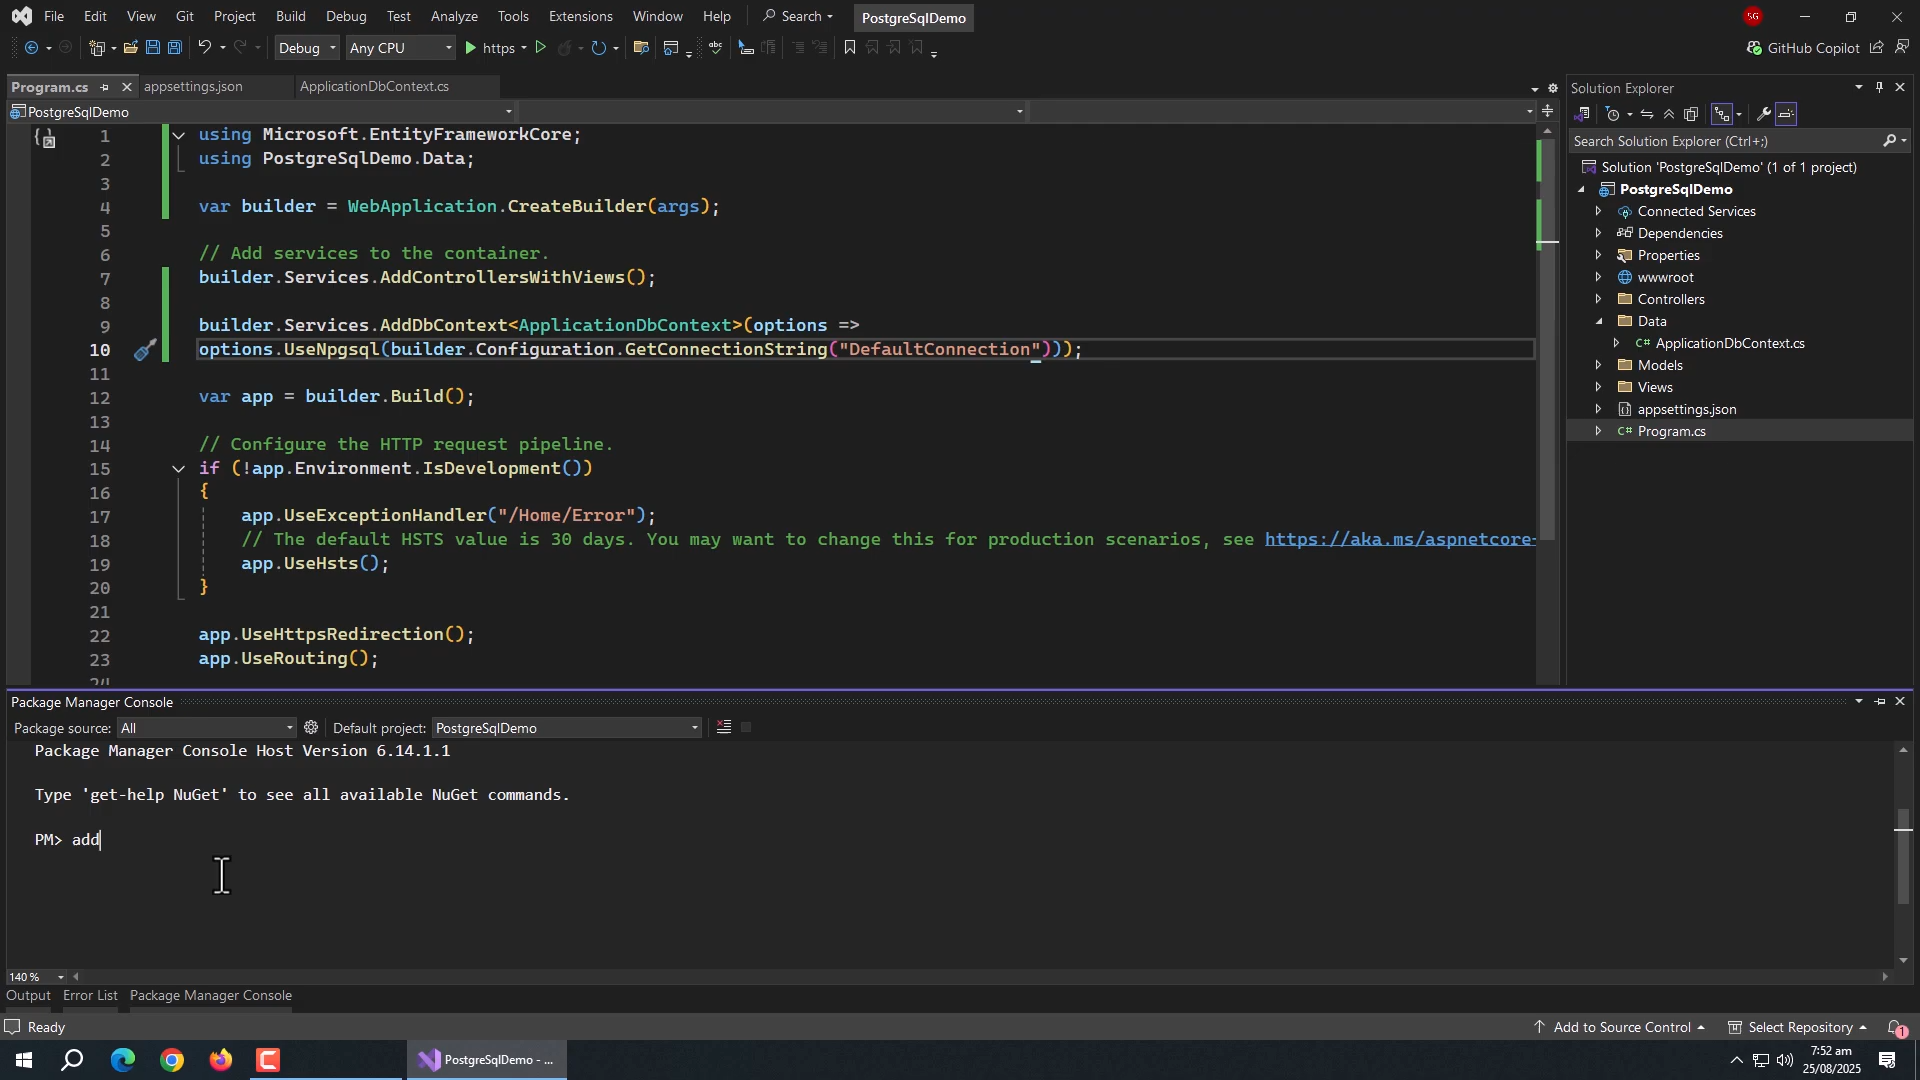 File Edit View Git Project Build Debug Test Analyze Tools Extensions Window Help Search PostgreSqlDemo SG
Debug Any CPU https GitHub Copilot
Program.cs appsettings.json ApplicationDbContext.cs
PostgreSqlDemo
1 using Microsoft.EntityFrameworkCore;
2 using PostgreSqlDemo.Data;
3
4 var builder = WebApplication.CreateBuilder(args);
5
6 // Add services to the container.
7 builder.Services.AddControllersWithViews();
8
9 builder.Services.AddDbContext<ApplicationDbContext>(options =>
10 options.UseNpgsql(builder.Configuration.GetConnectionString("DefaultConnection")));
11
12 var app = builder.Build();
13
14 // Configure the HTTP request pipeline.
15 if (!app.Environment.IsDevelopment())
16 {
17 app.UseExceptionHandler("/Home/Error");
18 // The default HSTS value is 30 days. You may want to change this for production scenarios, see https://aka.ms/aspnetcore-
19 app.UseHsts();
20 }
21
22 app.UseHttpsRedirection();
23 app.UseRouting();
24
Solution Explorer
Search Solution Explorer (Ctrl+;)
Solution 'PostgreSqlDemo' (1 of 1 project)
PostgreSqlDemo
Connected Services
Dependencies
Properties
wwwroot
Controllers
Data
C# ApplicationDbContext.cs
Models
Views
appsettings.json
C# Program.cs
Package Manager Console
Package source: All Default project: PostgreSqlDemo
Package Manager Console Host Version 6.14.1.1
Type 'get-help NuGet' to see all available NuGet commands.
PM> add
140 %
Output Error List Package Manager Console
Ready Add to Source Control Select Repository 1
PostgreSqlDemo - ... 7:52 am
25/08/2025